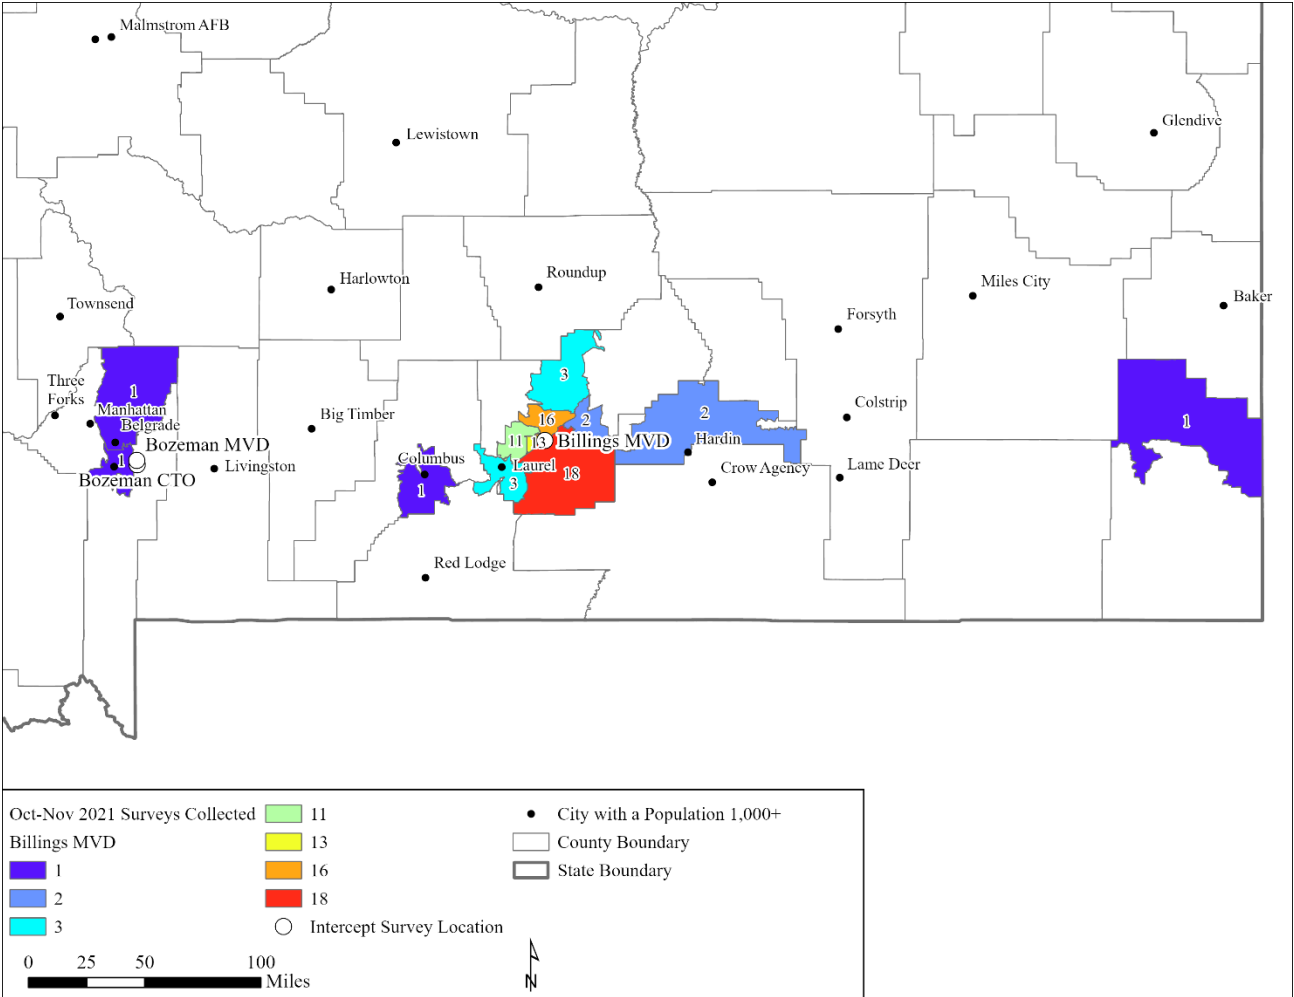 Malmstrom AFB
Lewistown
Glendive
Harlowton
Roundup
Miles City
Baker
Townsend
Forsyth
3
Three
Forks
1
Manhattan
Belgrade
Big Timber
16
2
2
Colstrip
1
Bozeman MVD
11
13
Billings MVD
Hardin
1
Livingston
Columbus
Laurel
18
Crow Agency
Lame Deer
Bozeman CTO
1
3
Red Lodge
Oct-Nov 2021 Surveys Collected
Billings MVD
1
2
3
11
13
16
18
Intercept Survey Location
City with a Population 1,000+
County Boundary
State Boundary
0 25 50 100
Miles
N